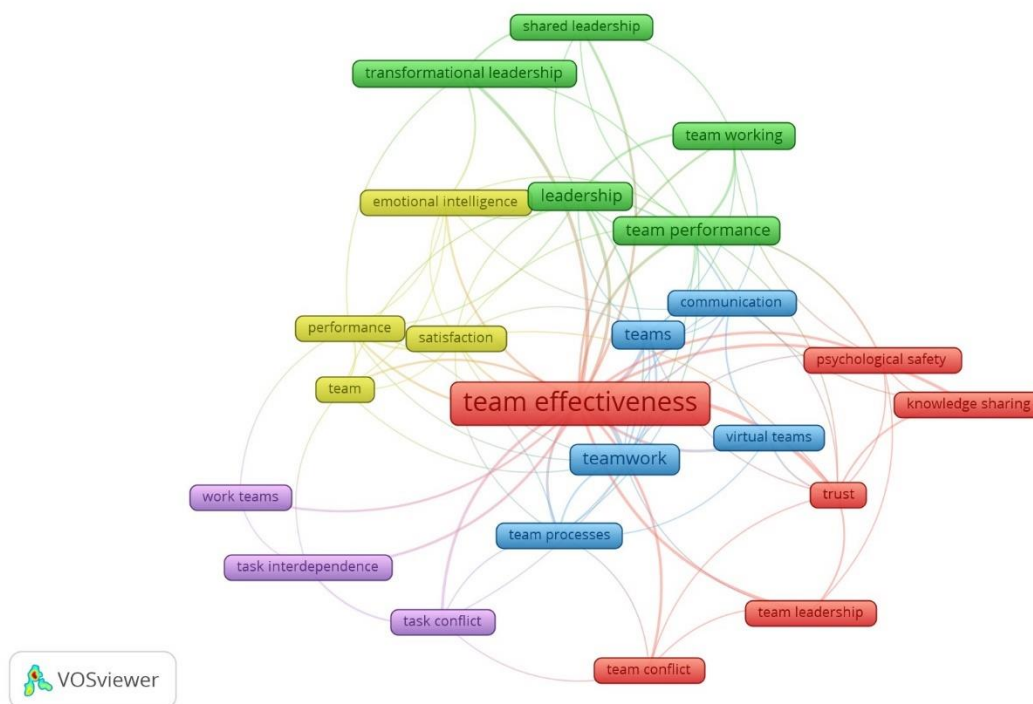 shared leadership
transformational leadership
team working
emotional intelligence
leadership
team performance
communication
performance
satisfaction
teams
psychological safety
team
team effectiveness
knowledge sharing
teamwork
virtual teams
work teams
trust
team processes
task interdependence
task conflict
team leadership
team conflict
VOSviewer